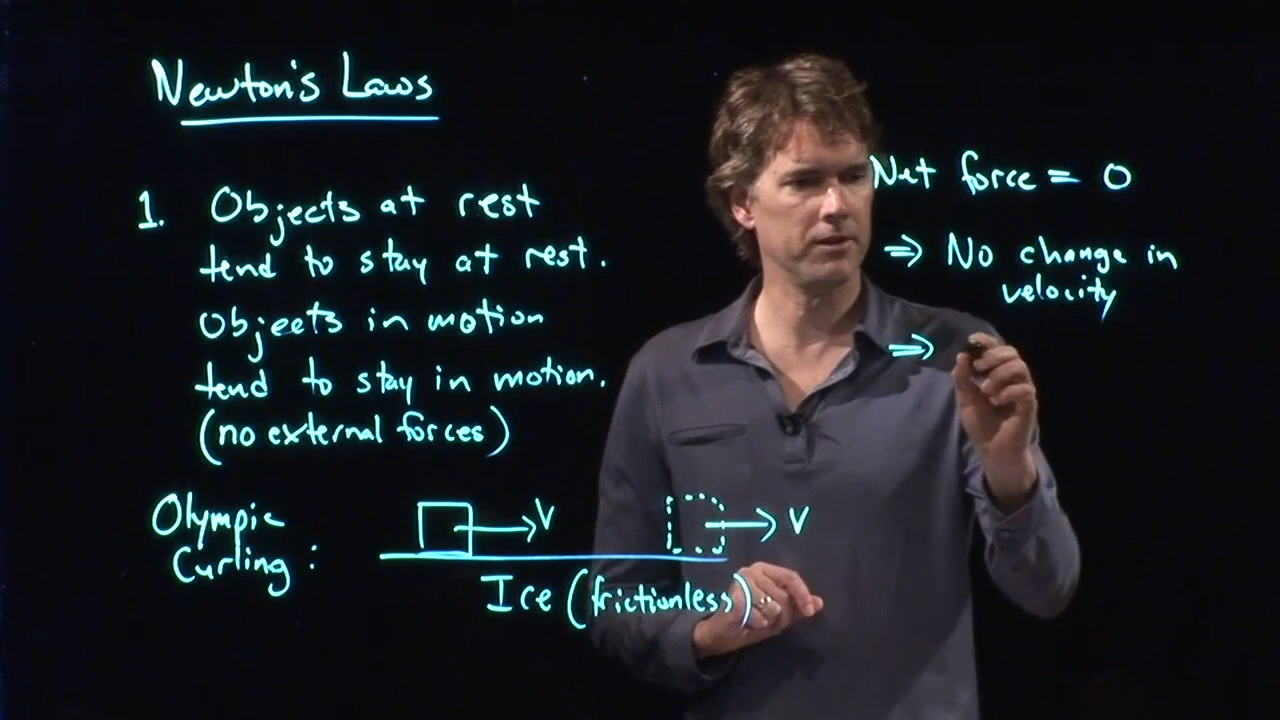 Newton's Laws
1. Objects at rest
tend to stay at rest.
Objects in motion
tend to stay in motion.
(no external forces)
Olympic
Curling:
V
V
Ice (frictionless)
Net force = 0
⇒ No change in
velocity
⇒